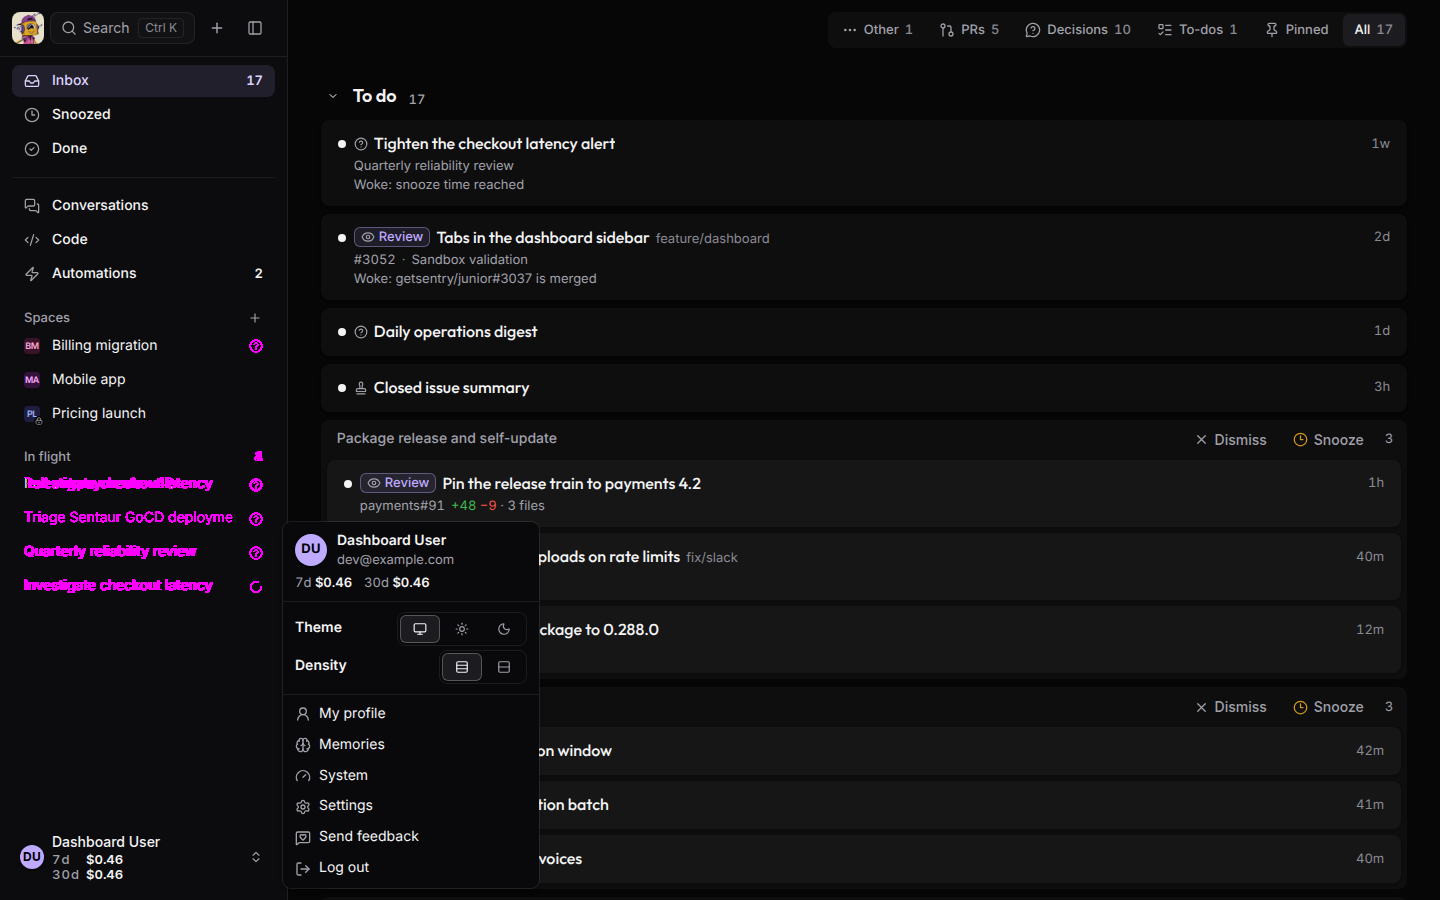 Search Ctrl K
Inbox 17
Snoozed
Done
Conversations
Code
Automations 2
Spaces
BM Billing migration
MA Mobile app
PL Pricing launch
In flight
Triage Sentaur GoCD deployme
Quarterly reliability review
Investigate checkout latency
DU Dashboard User
7d $0.46
30d $0.46
Other 1 PRs 5 Decisions 10 To-dos 1 Pinned All 17
To do 17
Tighten the checkout latency alert 1w
Quarterly reliability review
Woke: snooze time reached
Review Tabs in the dashboard sidebar feature/dashboard 2d
#3052 · Sandbox validation
Woke: getsentry/junior#3037 is merged
Daily operations digest 1d
Closed issue summary 3h
Package release and self-update Dismiss Snooze 3
Review Pin the release train to payments 4.2 1h
payments#91 +48 −9 · 3 files
ploads on rate limits fix/slack 40m
ckage to 0.288.0 12m
Dismiss Snooze 3
on window 42m
tion batch 41m
voices 40m
DU Dashboard User
dev@example.com
7d $0.46 30d $0.46
Theme
Density
My profile
Memories
System
Settings
Send feedback
Log out